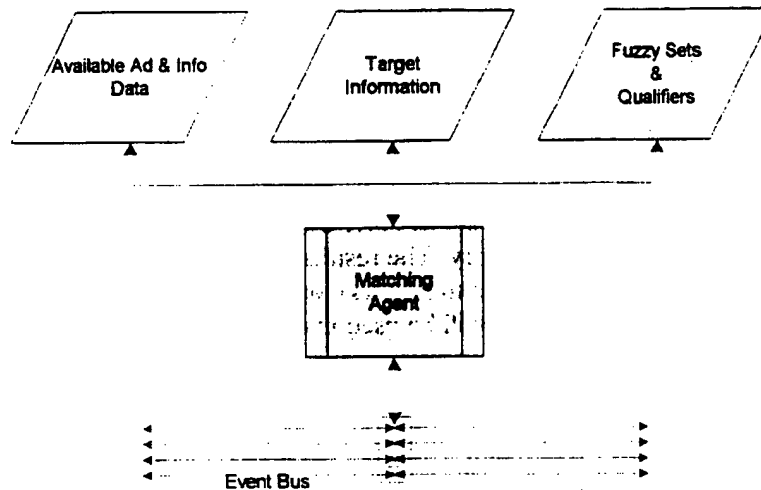 Available Ad & Info
Data
Target
Information
Fuzzy Sets
&
Qualifiers
Matching
Agent
Event Bus